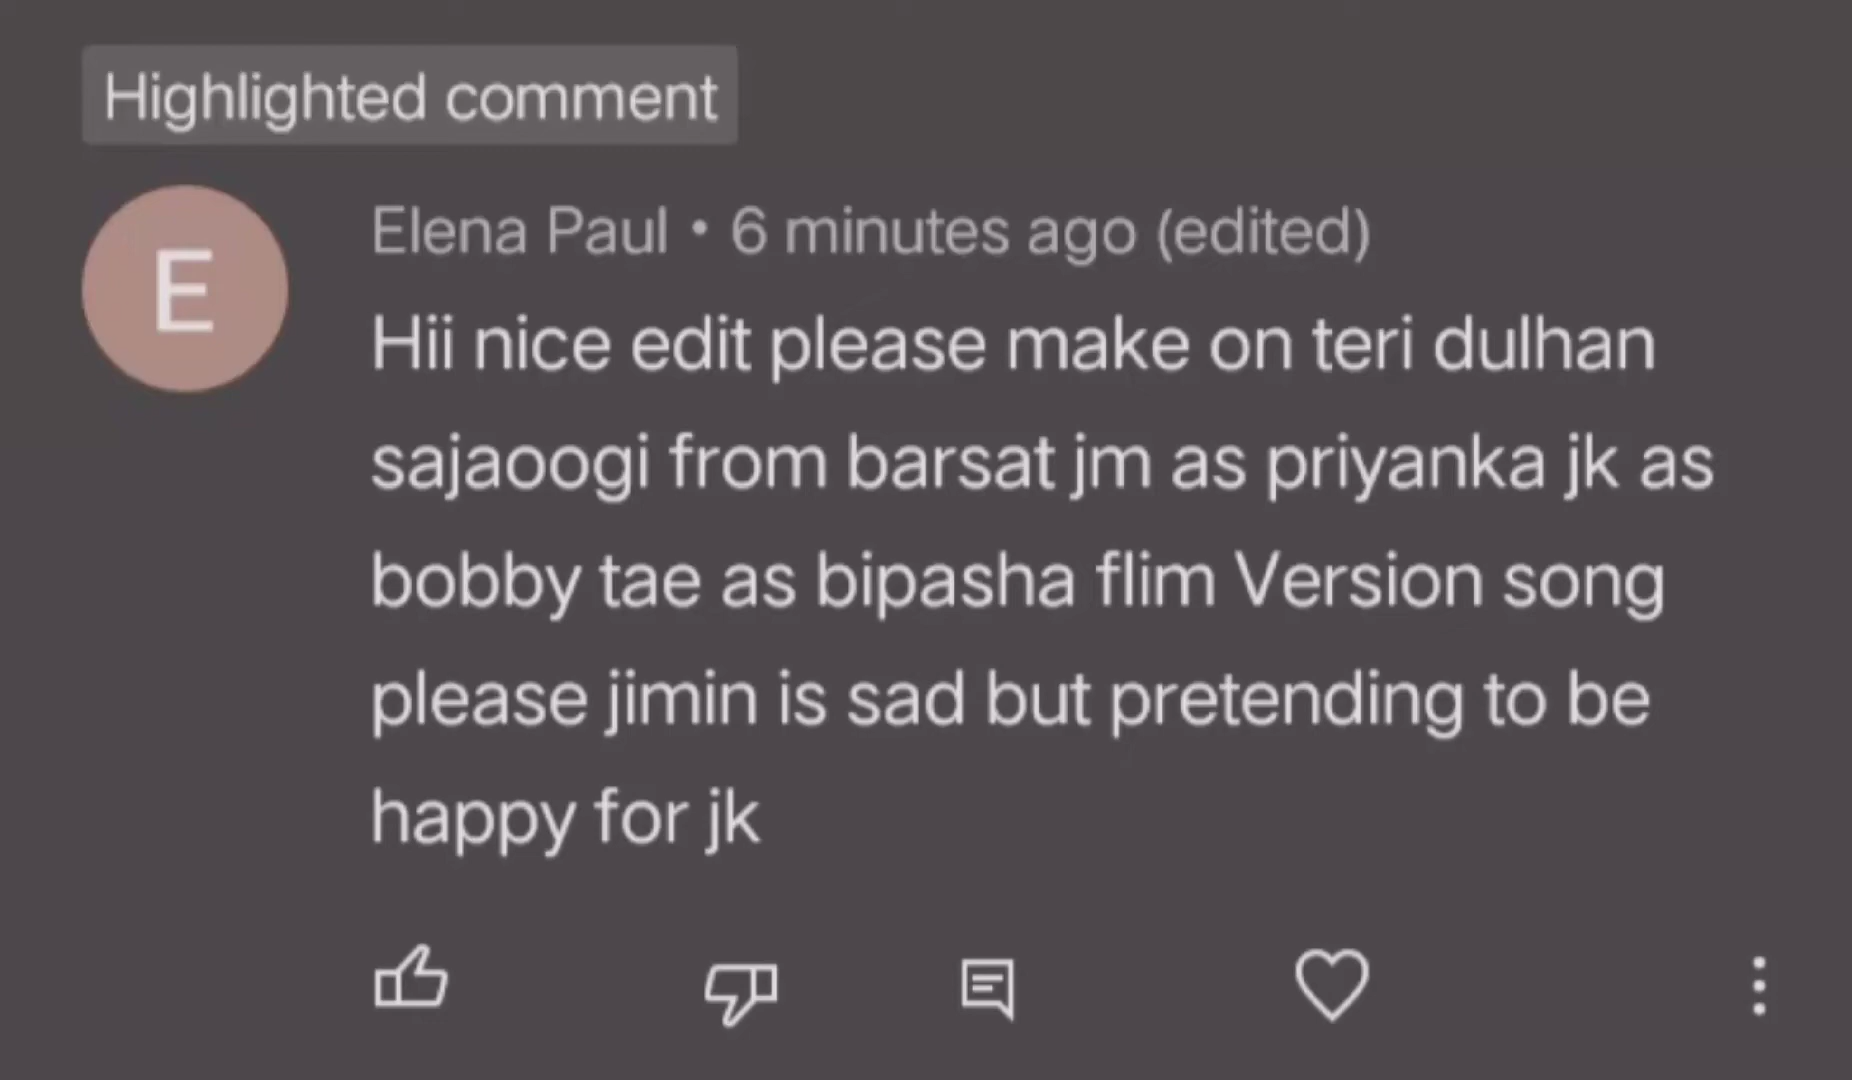 Highlighted comment
E
Elena Paul • 6 minutes ago (edited)
Hii nice edit please make on teri dulhan
sajaoogi from barsat jm as priyanka jk as
bobby tae as bipasha flim Version song
please jimin is sad but pretending to be
happy for jk